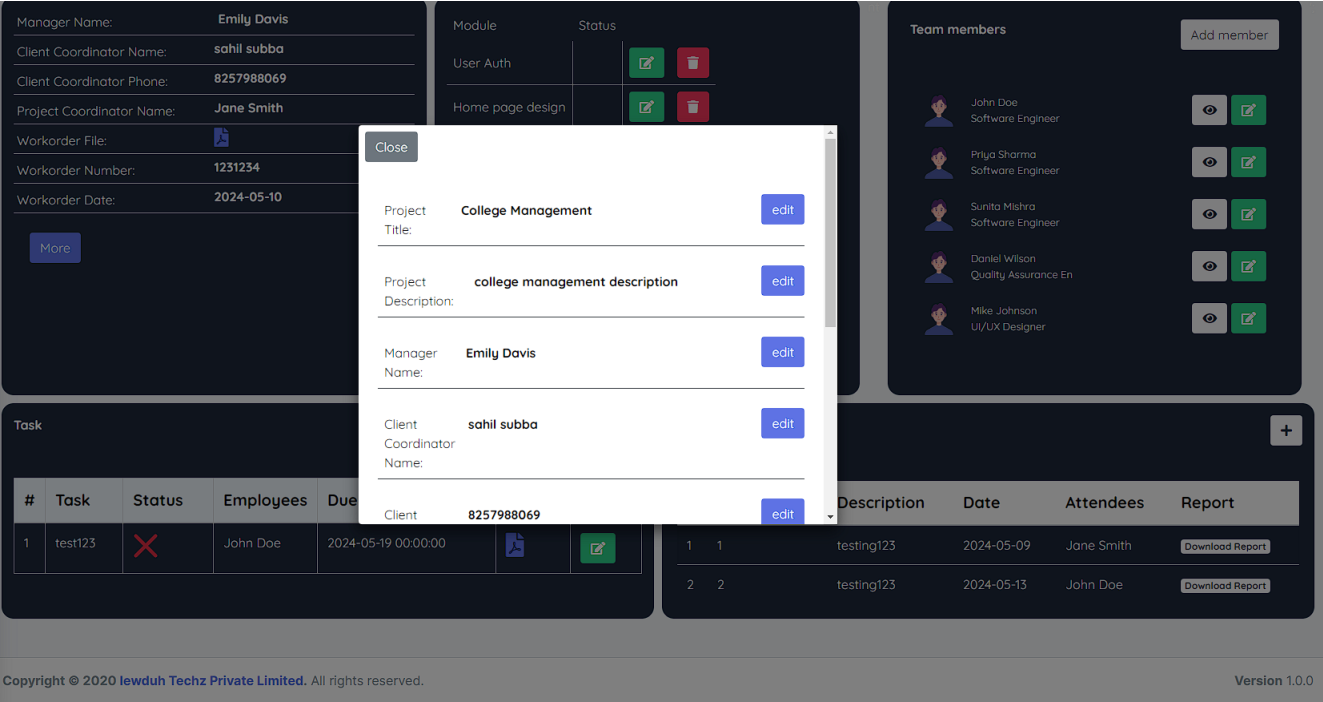 Manager Name: Emily Davis
Client Coordinator Name: sahil subba
Client Coordinator Phone: 8257988069
Project Coordinator Name: Jane Smith
Workorder File:
Workorder Number: 1231234
Workorder Date: 2024-05-10
More
Module Status
User Auth
Home page design
Team members
Add member
John Doe
Software Engineer
Priya Sharma
Software Engineer
Sunita Mishra
Software Engineer
Daniel Wilson
Quality Assurance En
Mike Johnson
UI/UX Designer
Close
Project
Title:
College Management
edit
Project
Description:
college management description
edit
Manager
Name:
Emily Davis
edit
Client
Coordinator
Name:
sahil subba
edit
Client
8257988069
edit
Task
# Task Status Employees Due
1 test123 John Doe 2024-05-19 00:00:00
+
Description Date Attendees Report
1 1 testing123 2024-05-09 Jane Smith Download Report
2 2 testing123 2024-05-13 John Doe Download Report
Copyright © 2020 Iewduh Techz Private Limited. All rights reserved.
Version 1.0.0